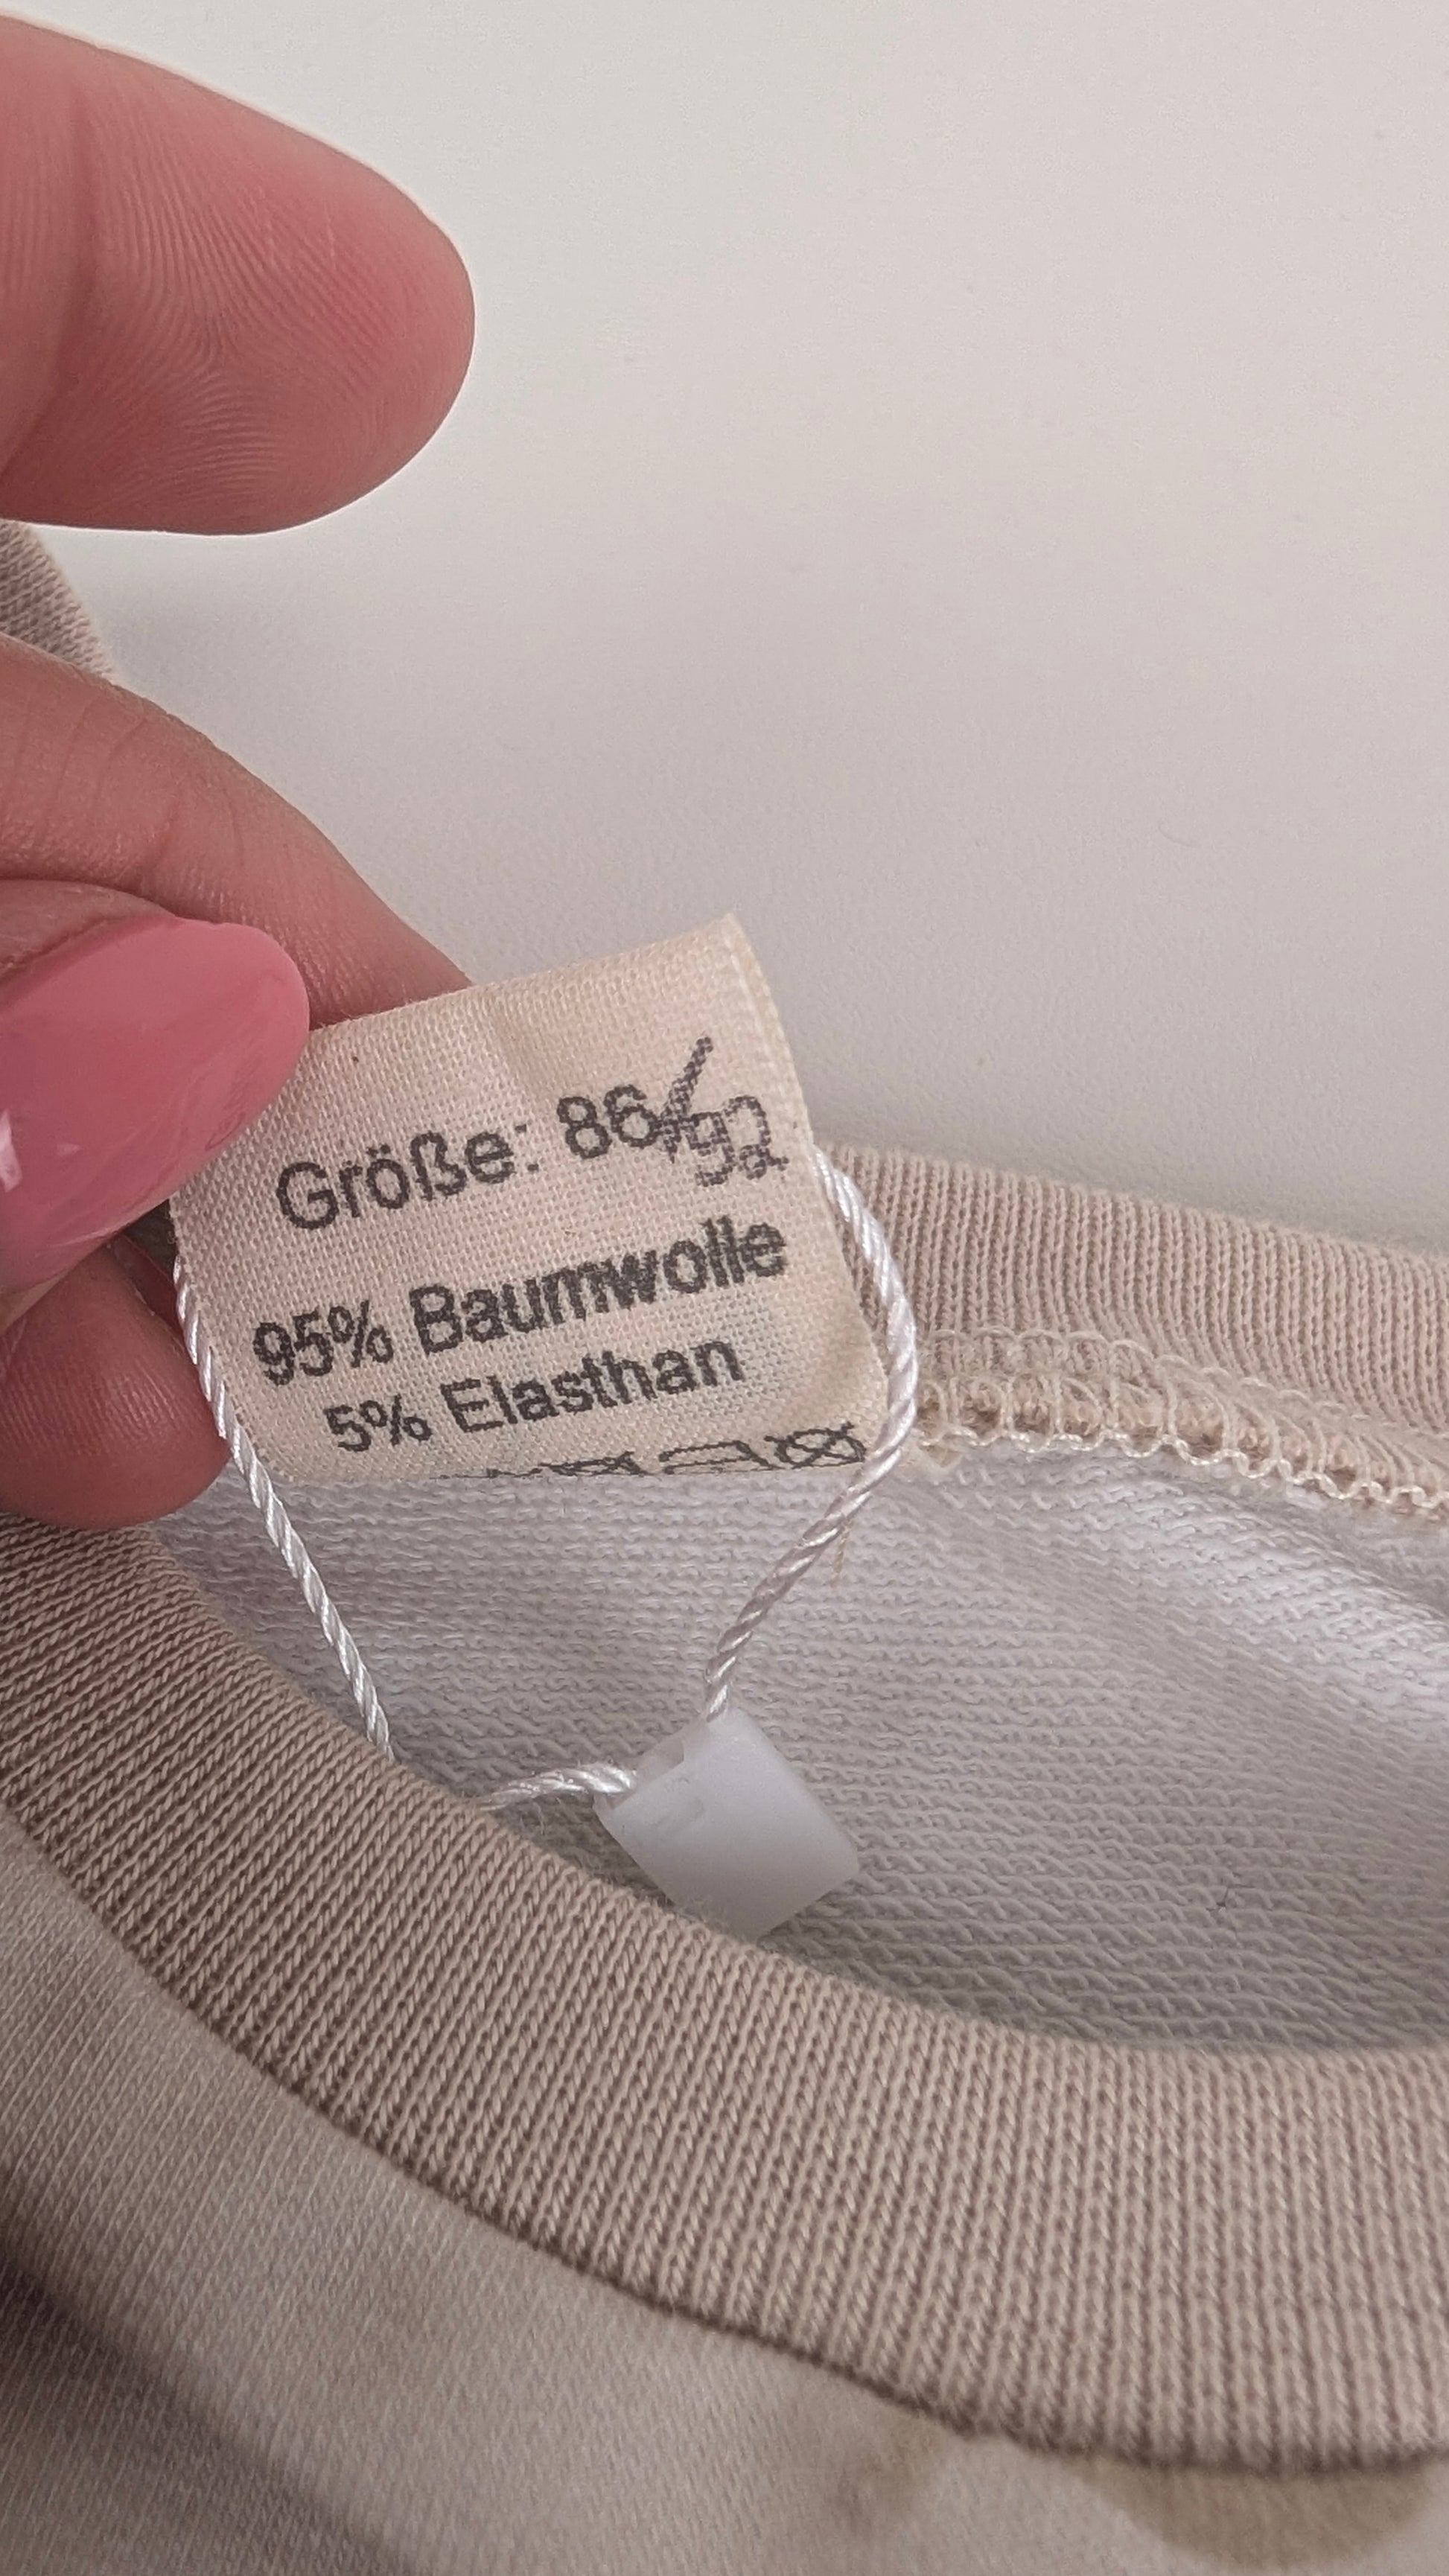 Größe: 86/92
95% Baumwolle
5% Elasthan